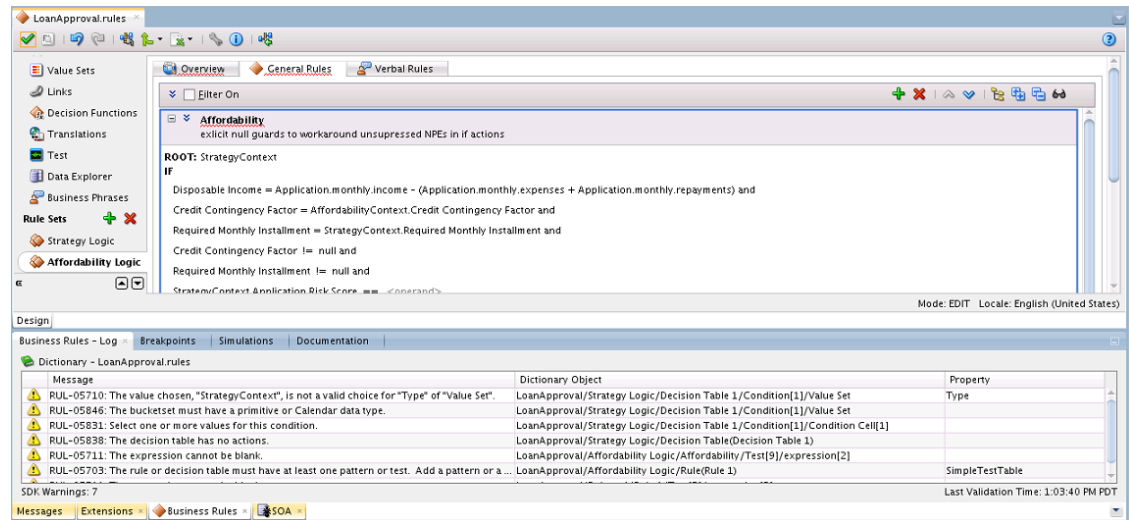 LoanApproval.rules
Value Sets
Links
Decision Functions
Translations
Test
Data Explorer
Business Phrases
Rule Sets
Strategy Logic
Affordability Logic
Overview
General Rules
Verbal Rules
Filter On
Affordability
exilicit null guards to workaround unsupressed NPEs in if actions
ROOT: StrategyContext
IF
Disposable Income = Application.monthly.income - (Application.monthly.expenses + Application.monthly.repayments) and
Credit Contingency Factor = AffordabilityContext.Credit Contingency Factor and
Required Monthly Installment = StrategyContext.Required Monthly Installment and
Credit Contingency Factor != null and
Required Monthly Installment != null and
StrategyContext.Application Risk Score == <operand>
Mode: EDIT Locale: English (United States)
Design
Business Rules - Log Breakpoints Simulations Documentation
Dictionary - LoanApproval.rules
Message Dictionary Object Property
RUL-05710: The value chosen, "StrategyContext", is not a valid choice for "Type" of "Value Set". LoanApproval/Strategy Logic/Decision Table 1/Condition[1]/Value Set Type
RUL-05846: The bucketset must have a primitive or Calendar data type. LoanApproval/Strategy Logic/Decision Table 1/Condition[1]/Value Set
RUL-05831: Select one or more values for this condition. LoanApproval/Strategy Logic/Decision Table 1/Condition[1]/Condition Cell[1]
RUL-05838: The decision table has no actions. LoanApproval/Strategy Logic/Decision Table(Decision Table 1)
RUL-05711: The expression cannot be blank. LoanApproval/Affordability Logic/Affordability/Test[9]/expression[2]
RUL-05703: The rule or decision table must have at least one pattern or test. Add a pattern or a ... LoanApproval/Affordability Logic/Rule(Rule 1) SimpleTestTable
SDK Warnings: 7 Last Validation Time: 1:03:40 PM PDT
Messages Extensions Business Rules SOA